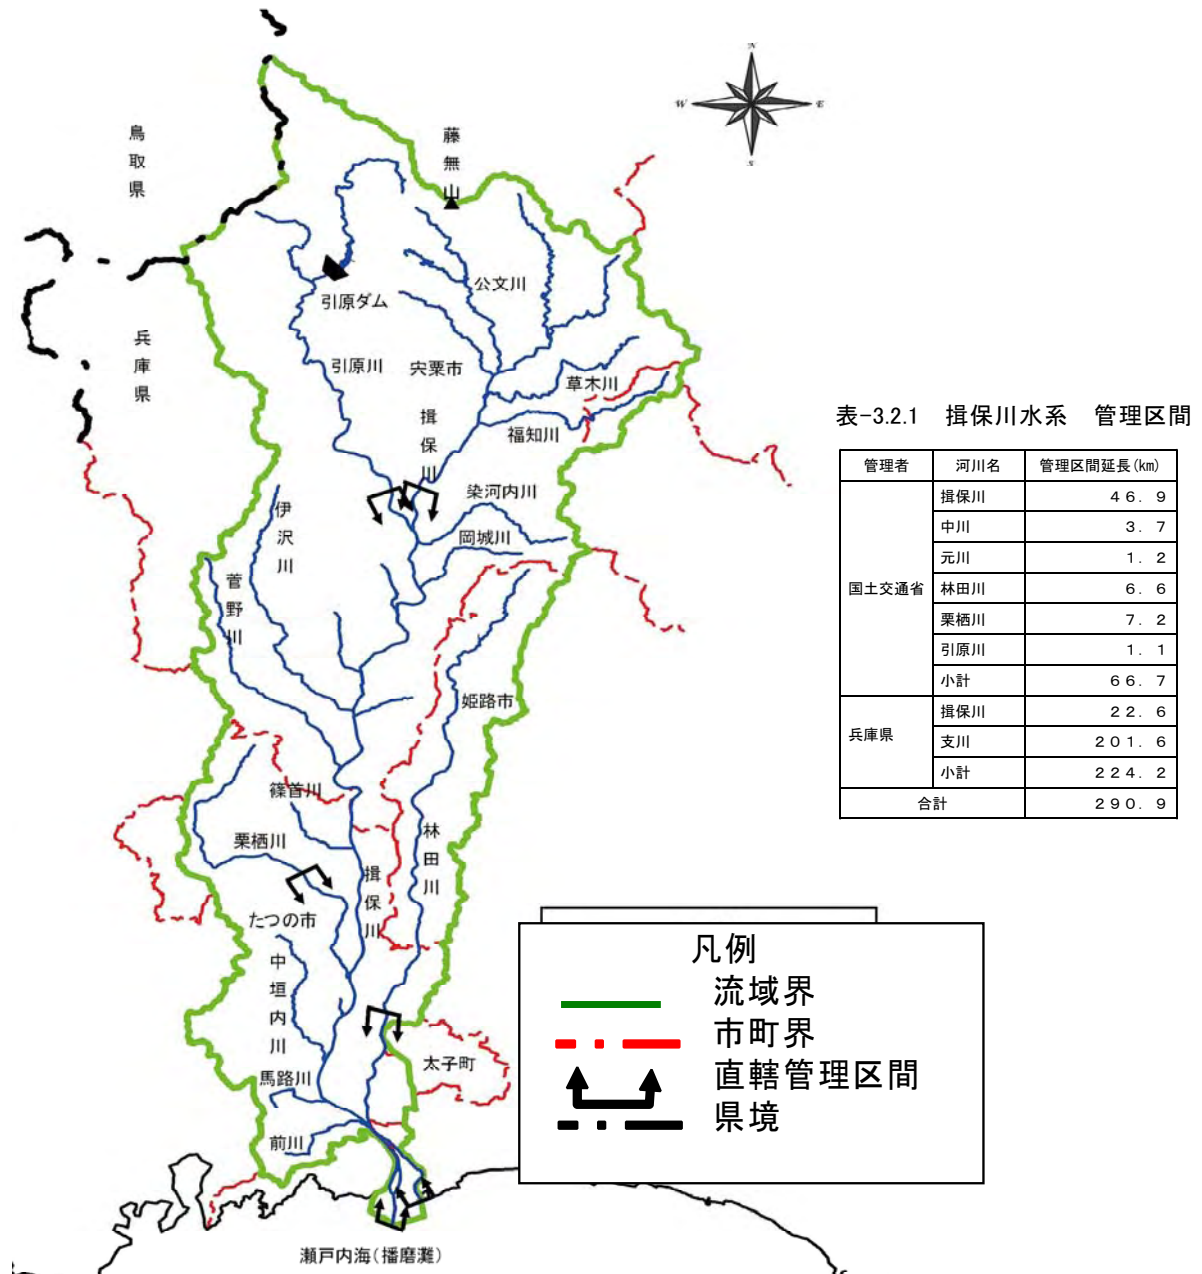 N
W
E
S
鳥取県
藤無山
兵庫県
引原ダム
公文川
引原川
宍粟市
草木川
揖保川
福知川
染河内川
岡城川
伊沢川
菅野川
姫路市
篠首川
栗栖川
林田川
揖保川
たつの市
中垣内川
太子町
馬路川
前川
瀬戸内海(播磨灘)
表-3.2.1 揖保川水系 管理区間
管理者 河川名 管理区間延長(km)
国土交通省 揖保川 46.9
中川 3.7
元川 1.2
林田川 6.6
栗栖川 7.2
引原川 1.1
小計 66.7
兵庫県 揖保川 22.6
支川 201.6
小計 224.2
合計 290.9
凡例
流域界
市町界
直轄管理区間
県境